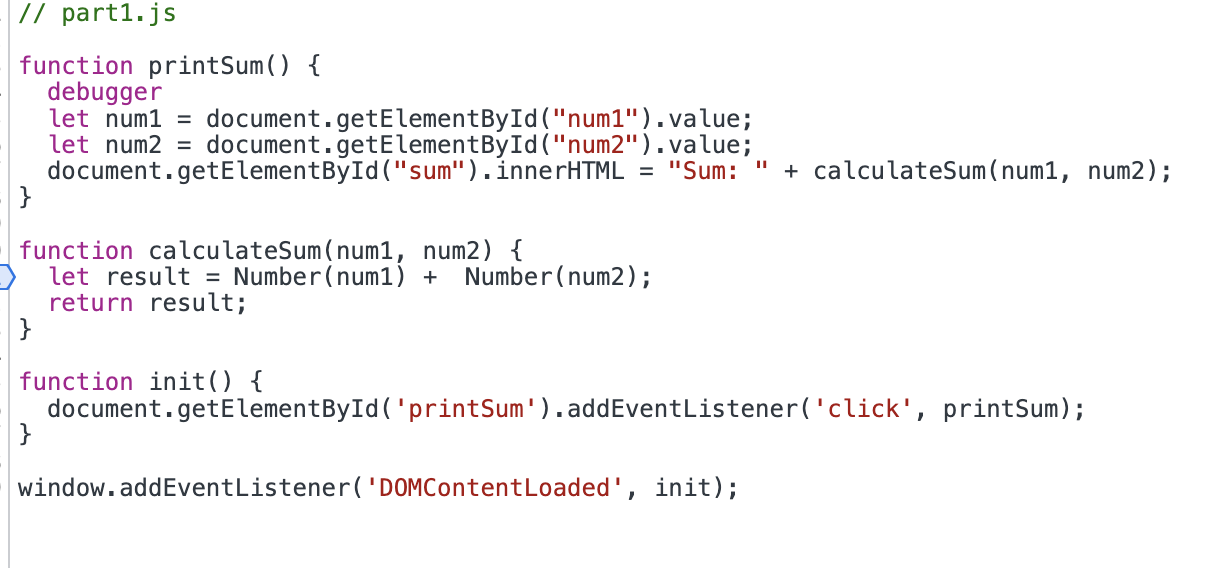 // part1.js
function printSum() {
  debugger
  let num1 = document.getElementById("num1").value;
  let num2 = document.getElementById("num2").value;
  document.getElementById("sum").innerHTML = "Sum: " + calculateSum(num1, num2);
}
function calculateSum(num1, num2) {
  let result = Number(num1) +  Number(num2);
  return result;
}
function init() {
  document.getElementById('printSum').addEventListener('click', printSum);
}
window.addEventListener('DOMContentLoaded', init);